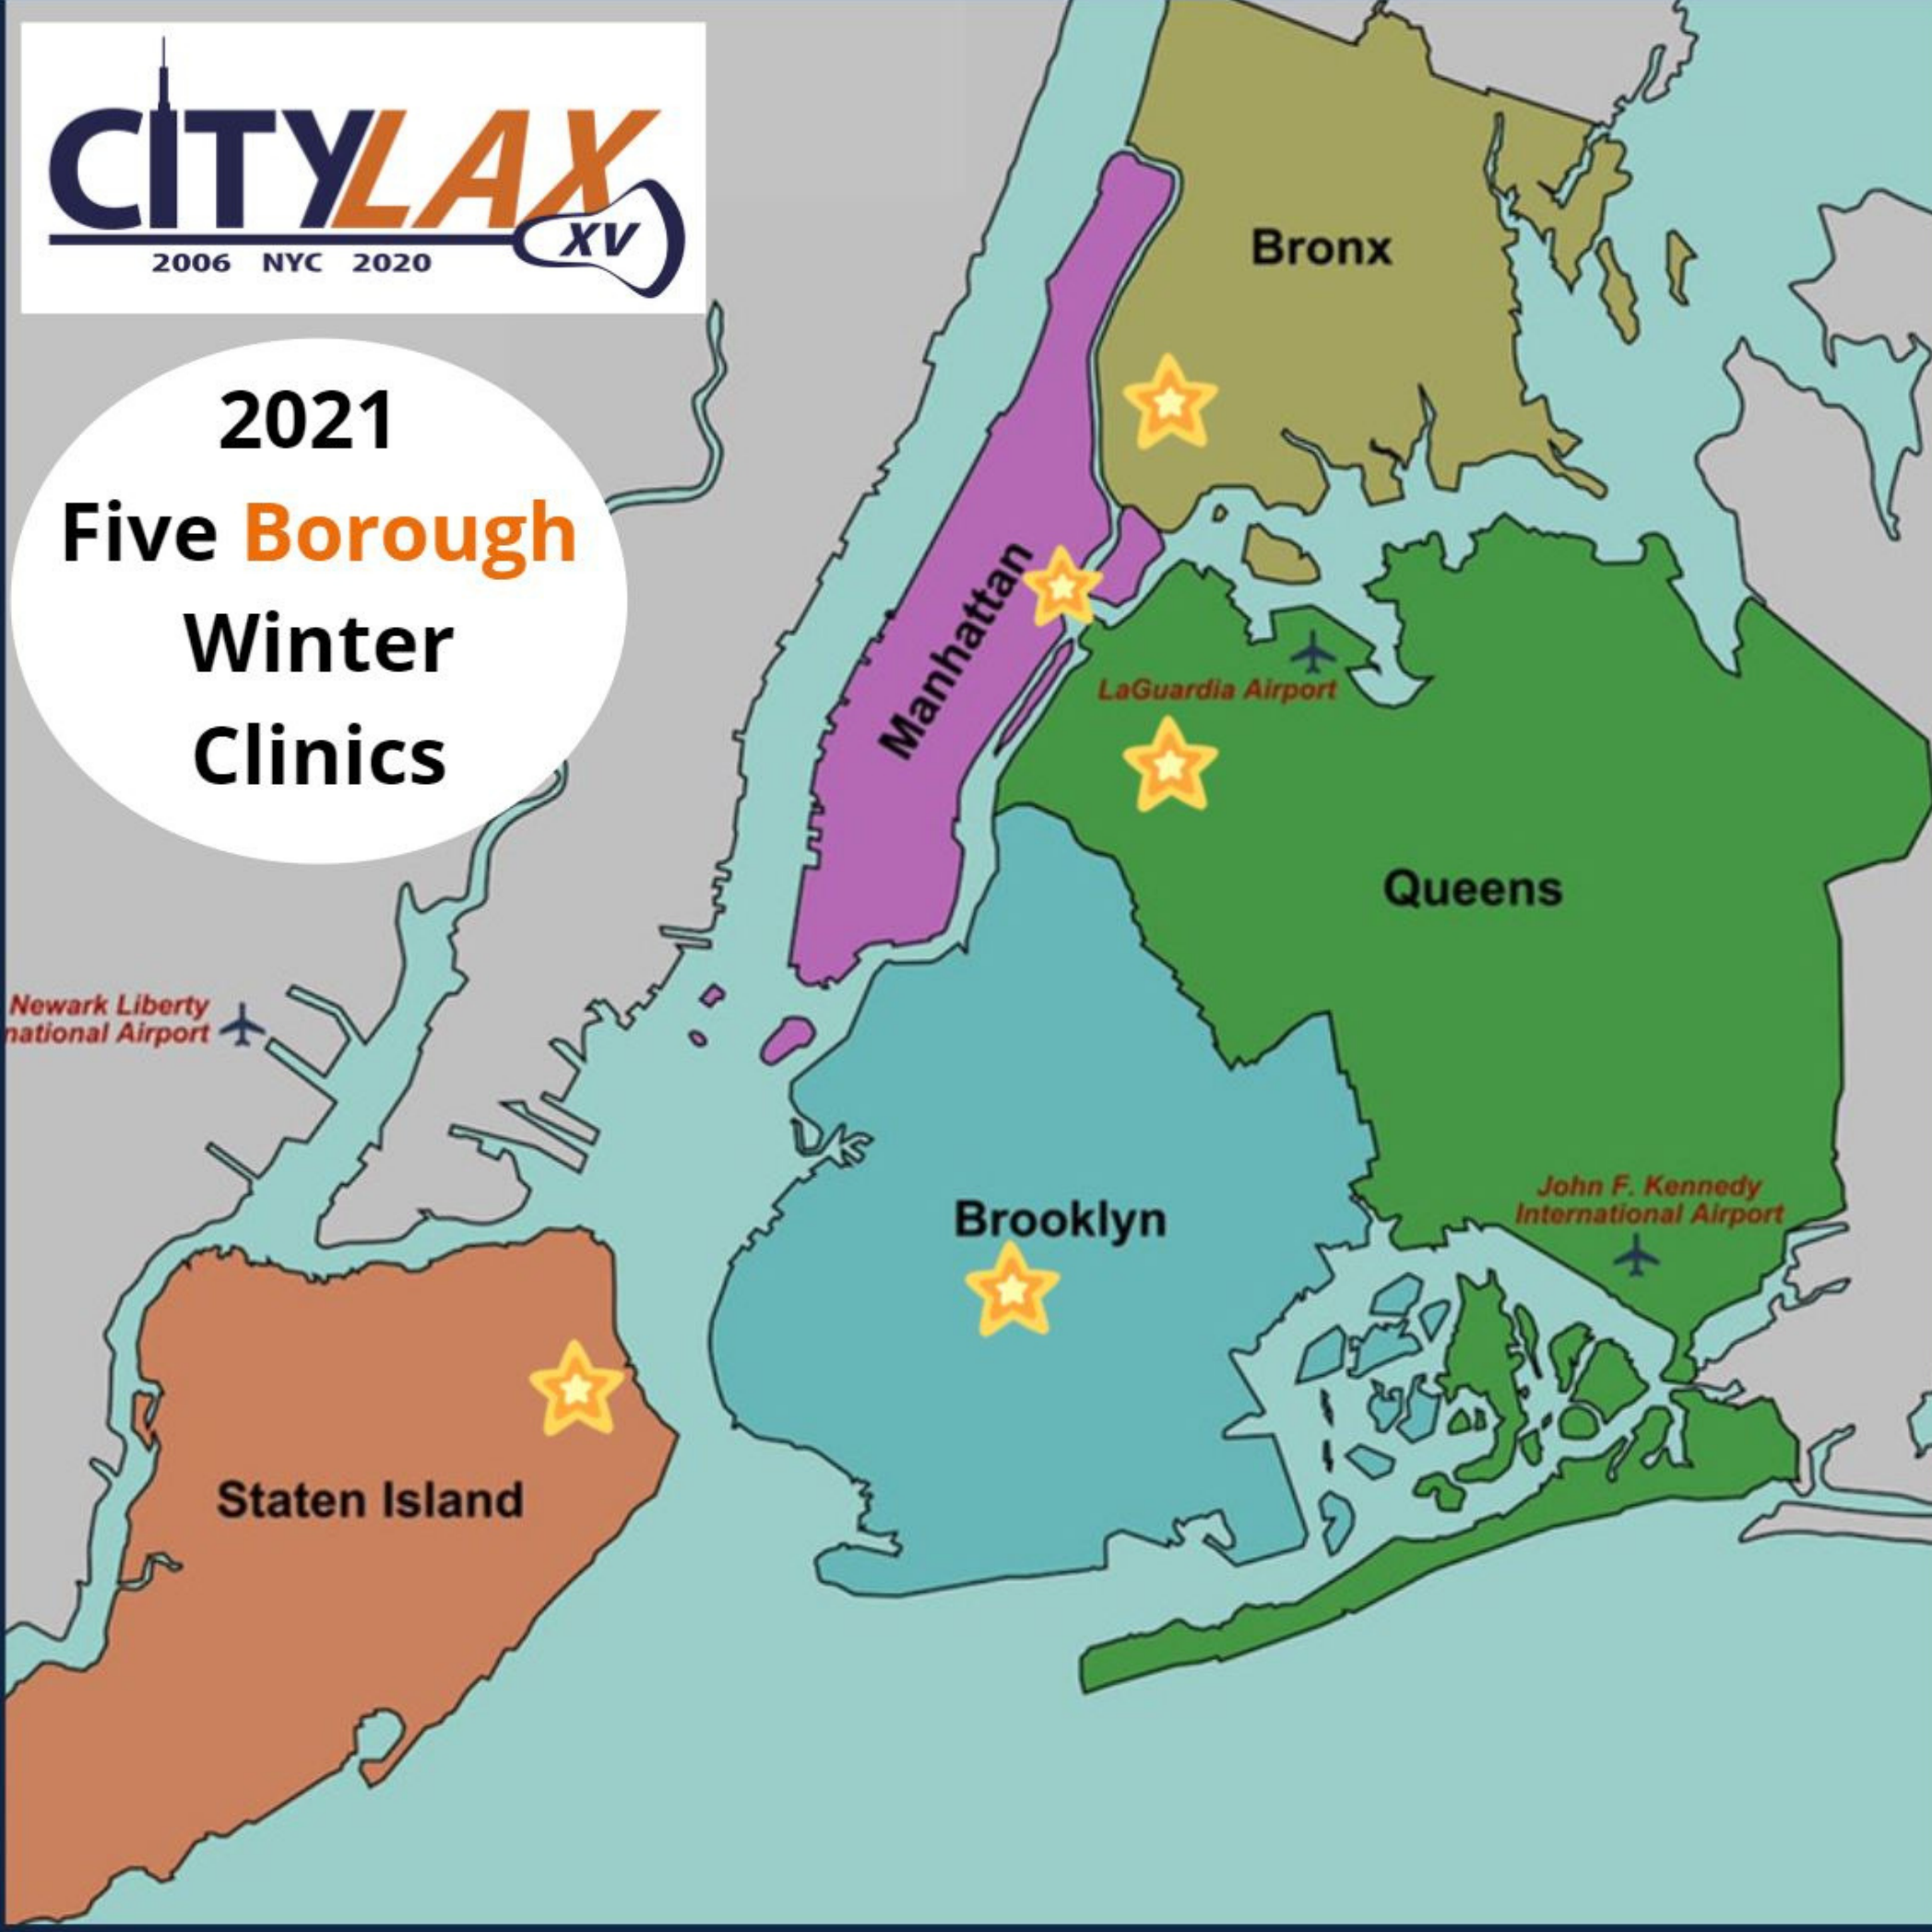 CITYLAX
XV
2006 NYC 2020
2021
Five Borough
Winter
Clinics
Bronx
Manhattan
LaGuardia Airport
Queens
Newark Liberty
national Airport
John F. Kennedy
International Airport
Brooklyn
Staten Island